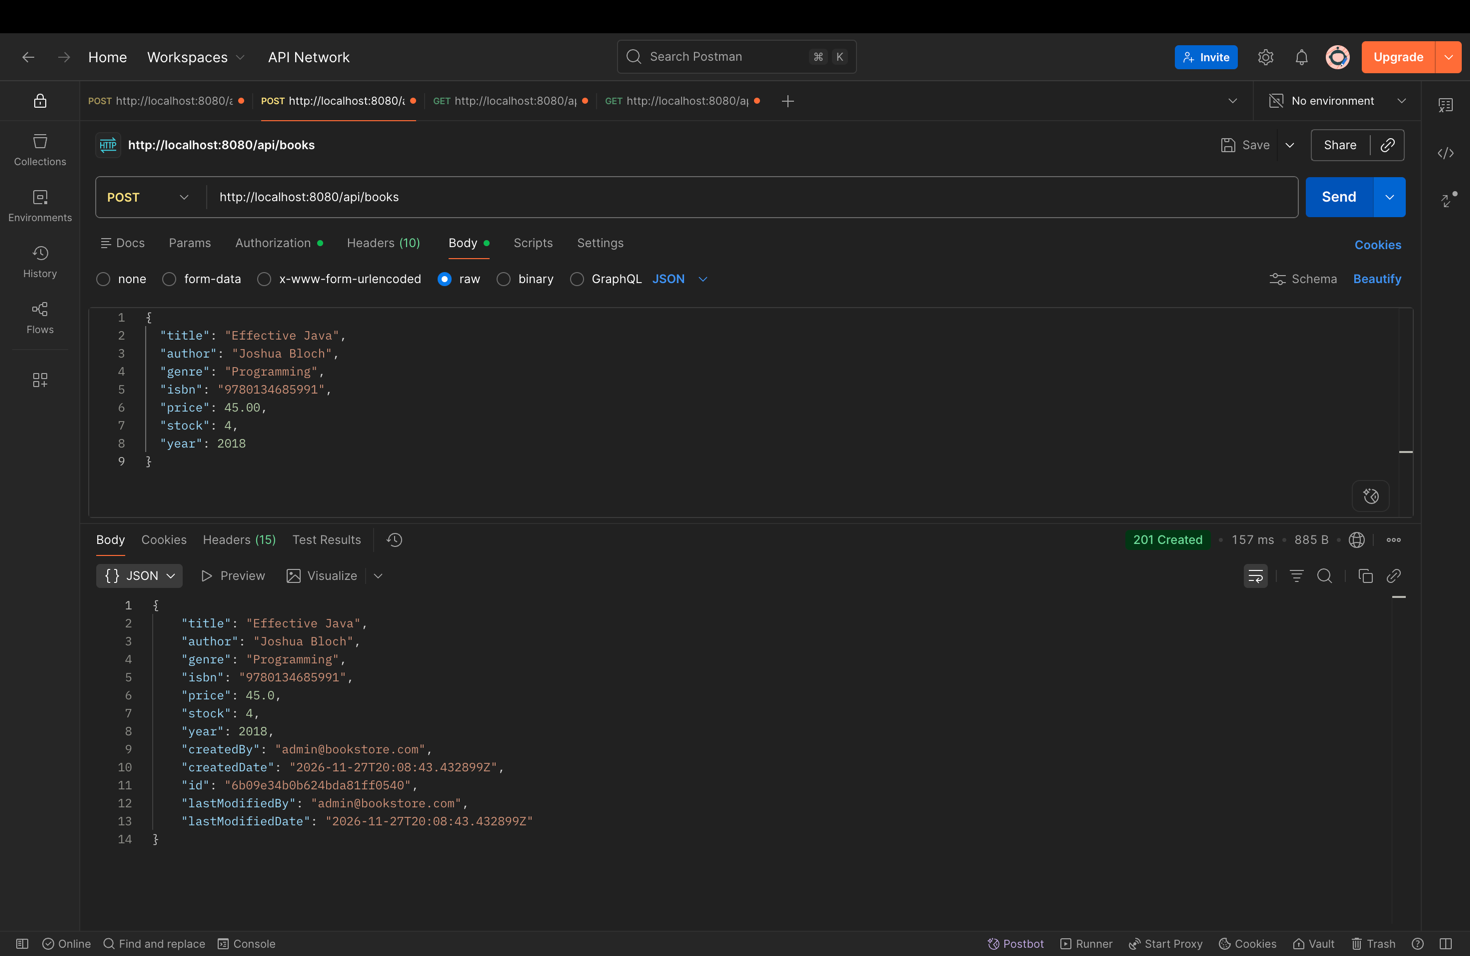 Home Workspaces API Network Search Postman ⌘ K Invite Upgrade
POST http://localhost:8080/a POST http://localhost:8080/a GET http://localhost:8080/ap GET http://localhost:8080/ap No environment
HTTP http://localhost:8080/api/books Save Share
Collections
Environments
History
Flows
POST http://localhost:8080/api/books Send
Docs Params Authorization Headers (10) Body Scripts Settings Cookies
none form-data x-www-form-urlencoded raw binary GraphQL JSON Schema Beautify
1 {
2 "title": "Effective Java",
3 "author": "Joshua Bloch",
4 "genre": "Programming",
5 "isbn": "9780134685991",
6 "price": 45.00,
7 "stock": 4,
8 "year": 2018
9 }
Body Cookies Headers (15) Test Results 201 Created • 157 ms • 885 B
{} JSON Preview Visualize
1 {
2 "title": "Effective Java",
3 "author": "Joshua Bloch",
4 "genre": "Programming",
5 "isbn": "9780134685991",
6 "price": 45.0,
7 "stock": 4,
8 "year": 2018,
9 "createdBy": "admin@bookstore.com",
10 "createdDate": "2026-11-27T20:08:43.432899Z",
11 "id": "6b09e34b0b624bda81ff0540",
12 "lastModifiedBy": "admin@bookstore.com",
13 "lastModifiedDate": "2026-11-27T20:08:43.432899Z"
14 }
Online Find and replace Console Postbot Runner Start Proxy Cookies Vault Trash